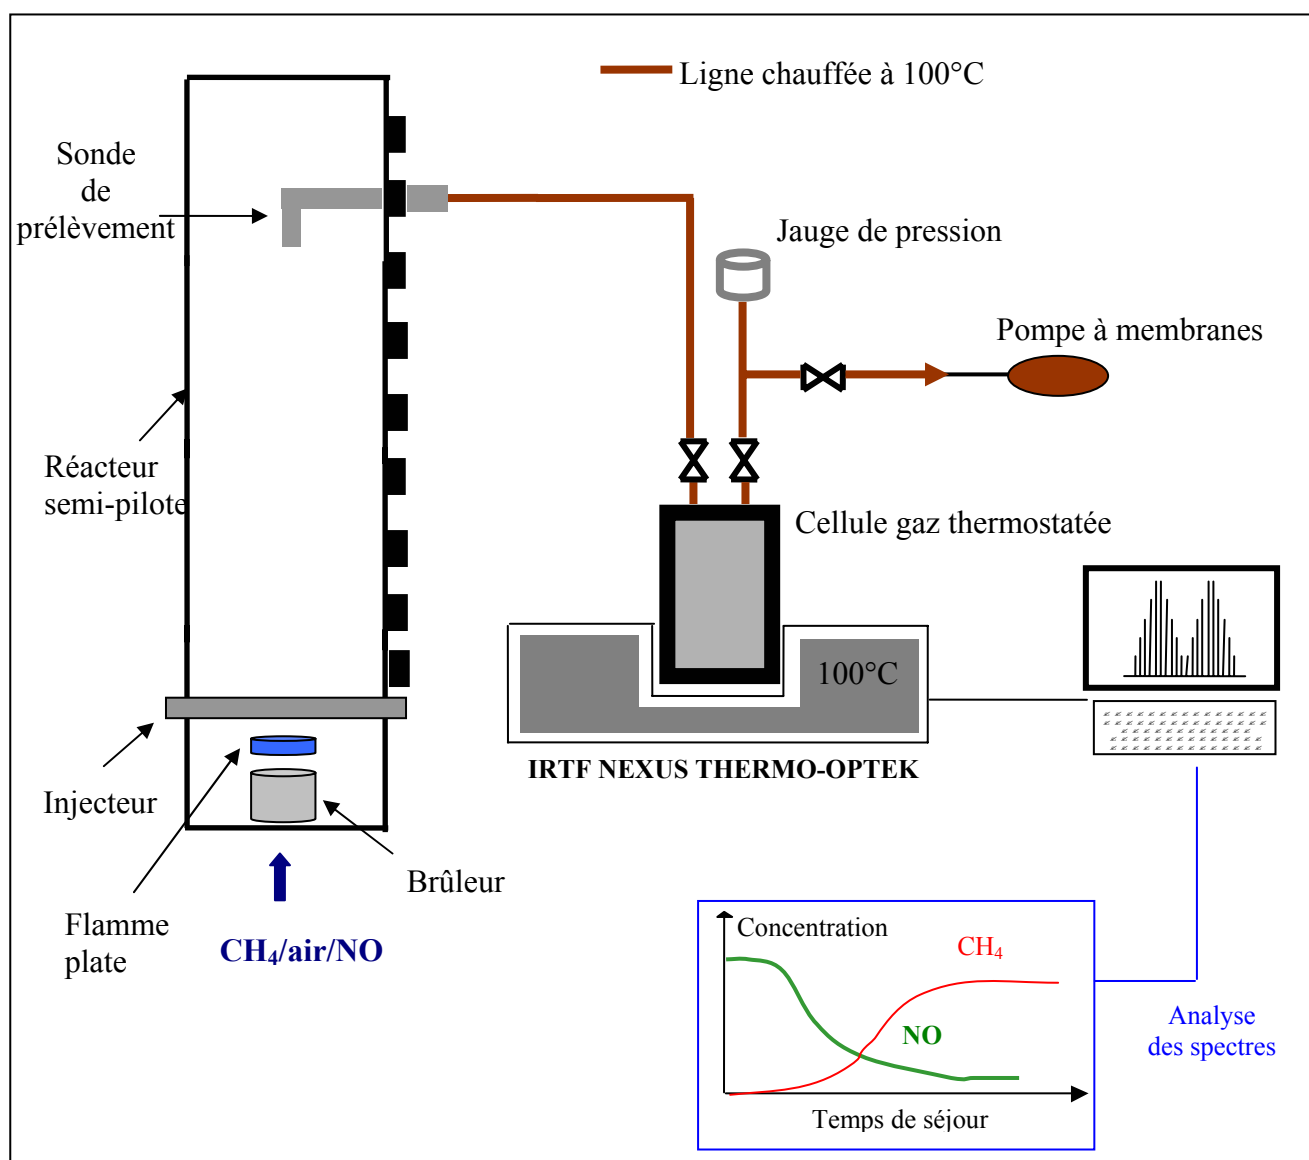 Ligne chauffée à 100°C
Sonde
de
prélèvement
Jauge de pression
Pompe à membranes
Réacteur
semi-pilote
Cellule gaz thermostatée
100°C
IRTF NEXUS THERMO-OPTEK
Injecteur
Brûleur
Flamme
plate
CH₄/air/NO
Concentration
CH₄
NO
Temps de séjour
Analyse
des spectres